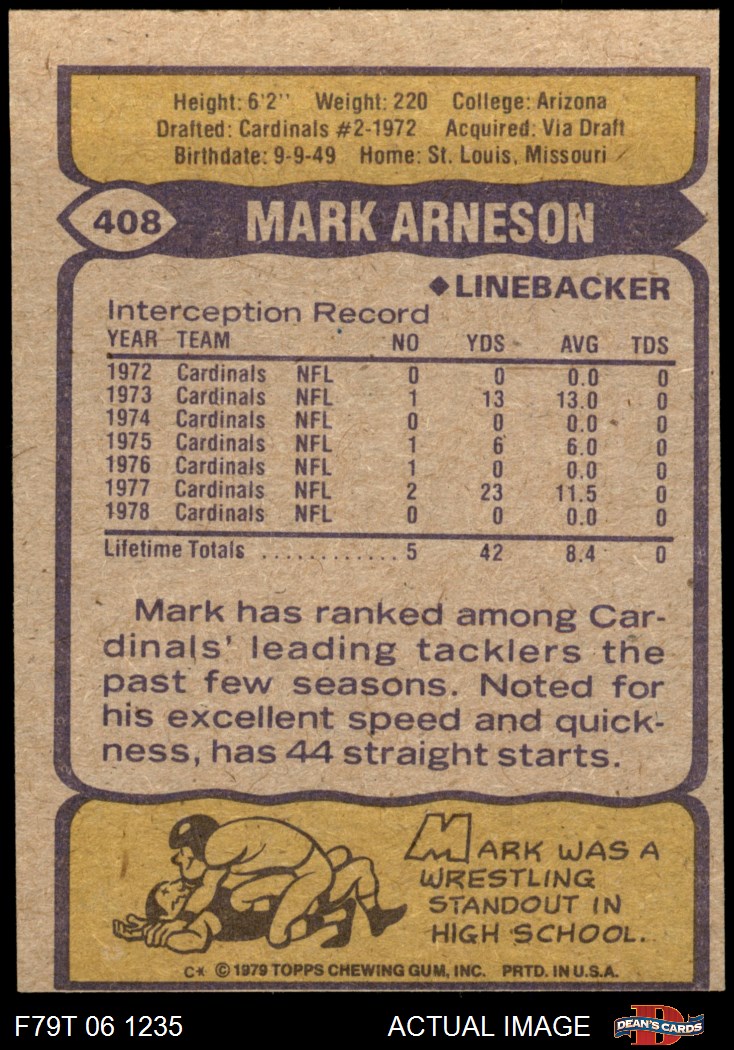 Height: 6'2'' Weight: 220 College: Arizona
Drafted: Cardinals #2-1972 Acquired: Via Draft
Birthdate: 9-9-49 Home: St. Louis, Missouri
408 MARK ARNESON
◆LINEBACKER
Interception Record
YEAR TEAM NO YDS AVG TDS
1972 Cardinals NFL 0 0 0.0 0
1973 Cardinals NFL 1 13 13.0 0
1974 Cardinals NFL 0 0 0.0 0
1975 Cardinals NFL 1 6 6.0 0
1976 Cardinals NFL 1 0 0.0 0
1977 Cardinals NFL 2 23 11.5 0
1978 Cardinals NFL 0 0 0.0 0
Lifetime Totals ............ 5 42 8.4 0
Mark has ranked among Car-
dinals' leading tacklers the
past few seasons. Noted for
his excellent speed and quick-
ness, has 44 straight starts.
MARK WAS A
WRESTLING
STANDOUT IN
HIGH SCHOOL.
C* © 1979 TOPPS CHEWING GUM, INC. PRTD. IN U.S.A.
F79T 06 1235 ACTUAL IMAGE D DEAN'S CARDS